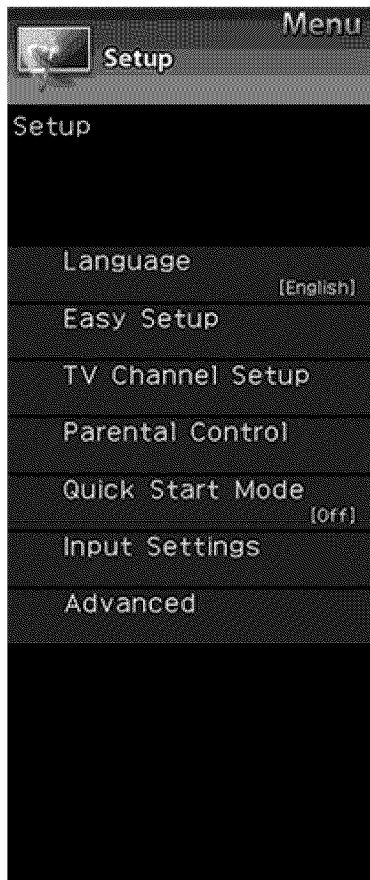 Menu
Setup
Setup
Language
[English]
Easy Setup
TV Channel Setup
Parental Control
Quick Start Mode
[Off]
Input Settings
Advanced